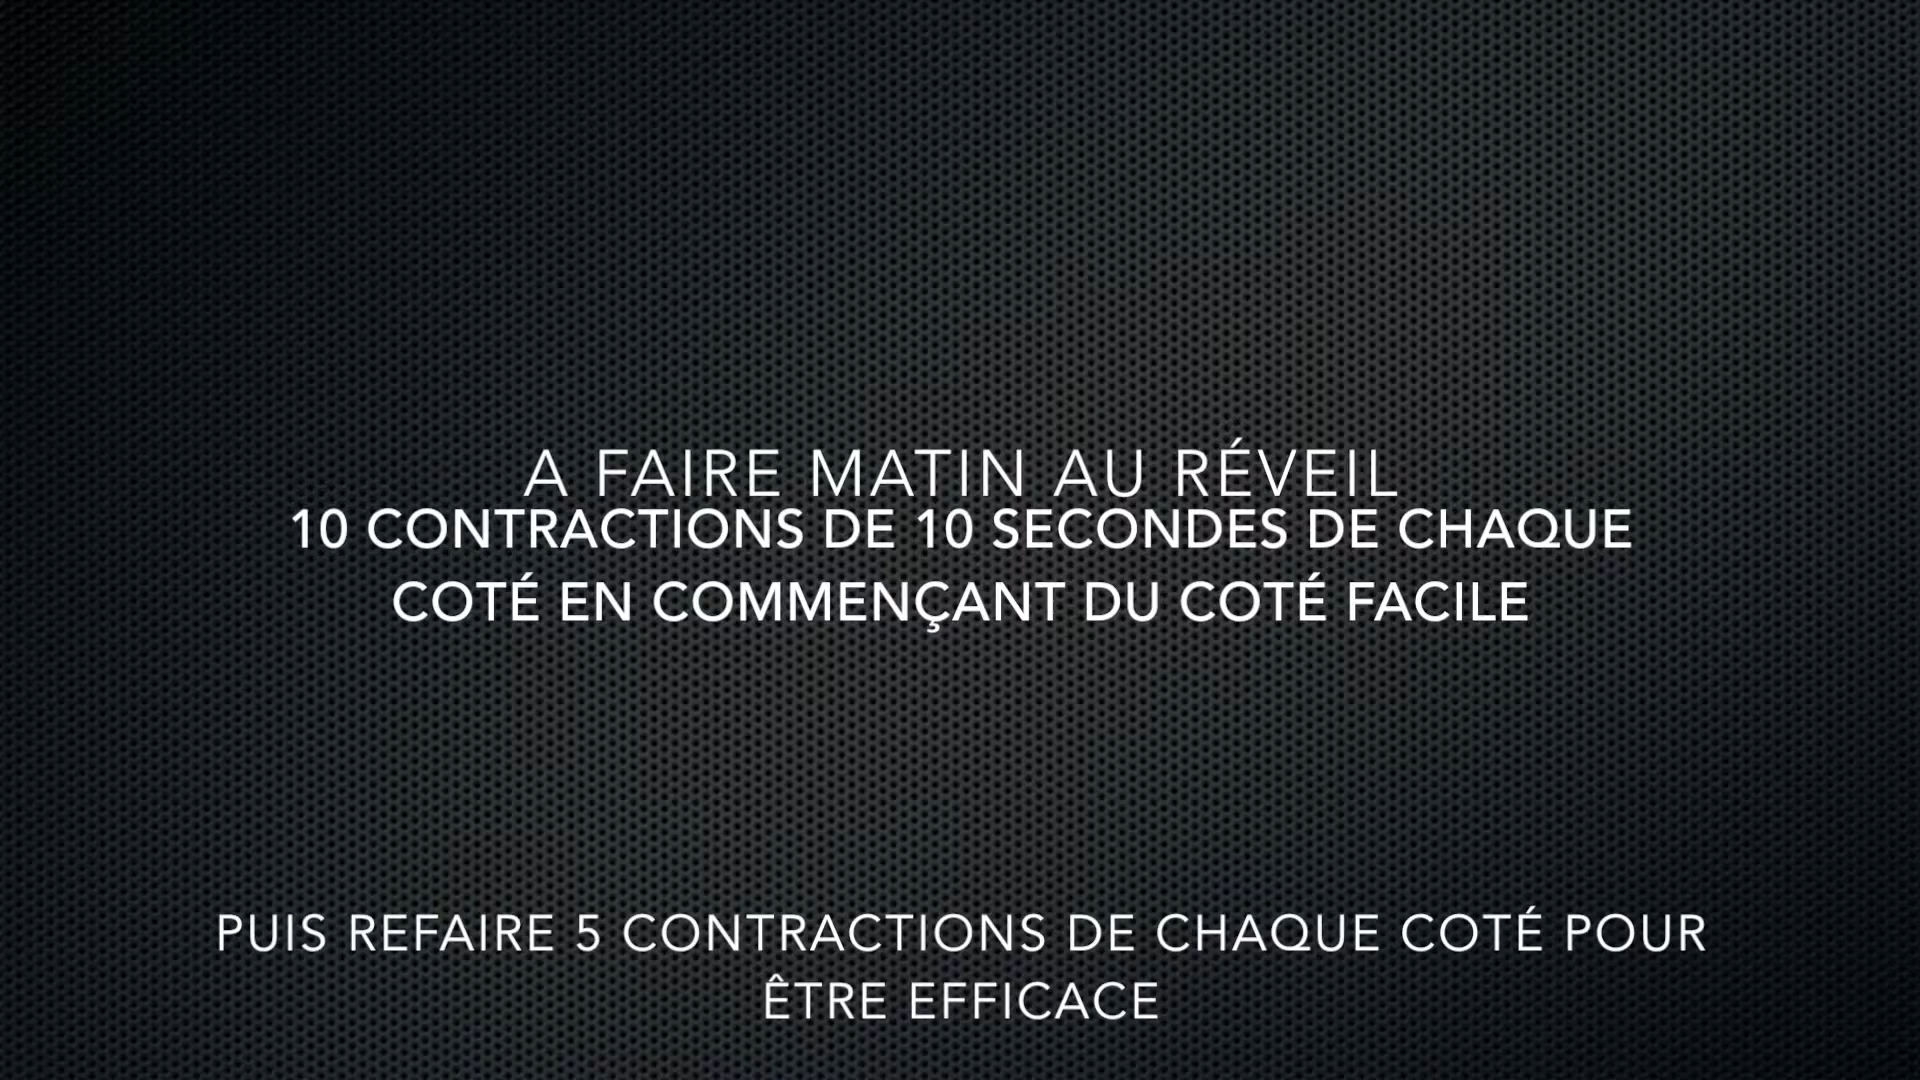 A FAIRE MATIN AU RÉVEIL
10 CONTRACTIONS DE 10 SECONDES DE CHAQUE
COTÉ EN COMMENÇANT DU COTÉ FACILE
PUIS REFAIRE 5 CONTRACTIONS DE CHAQUE COTÉ POUR
ÊTRE EFFICACE